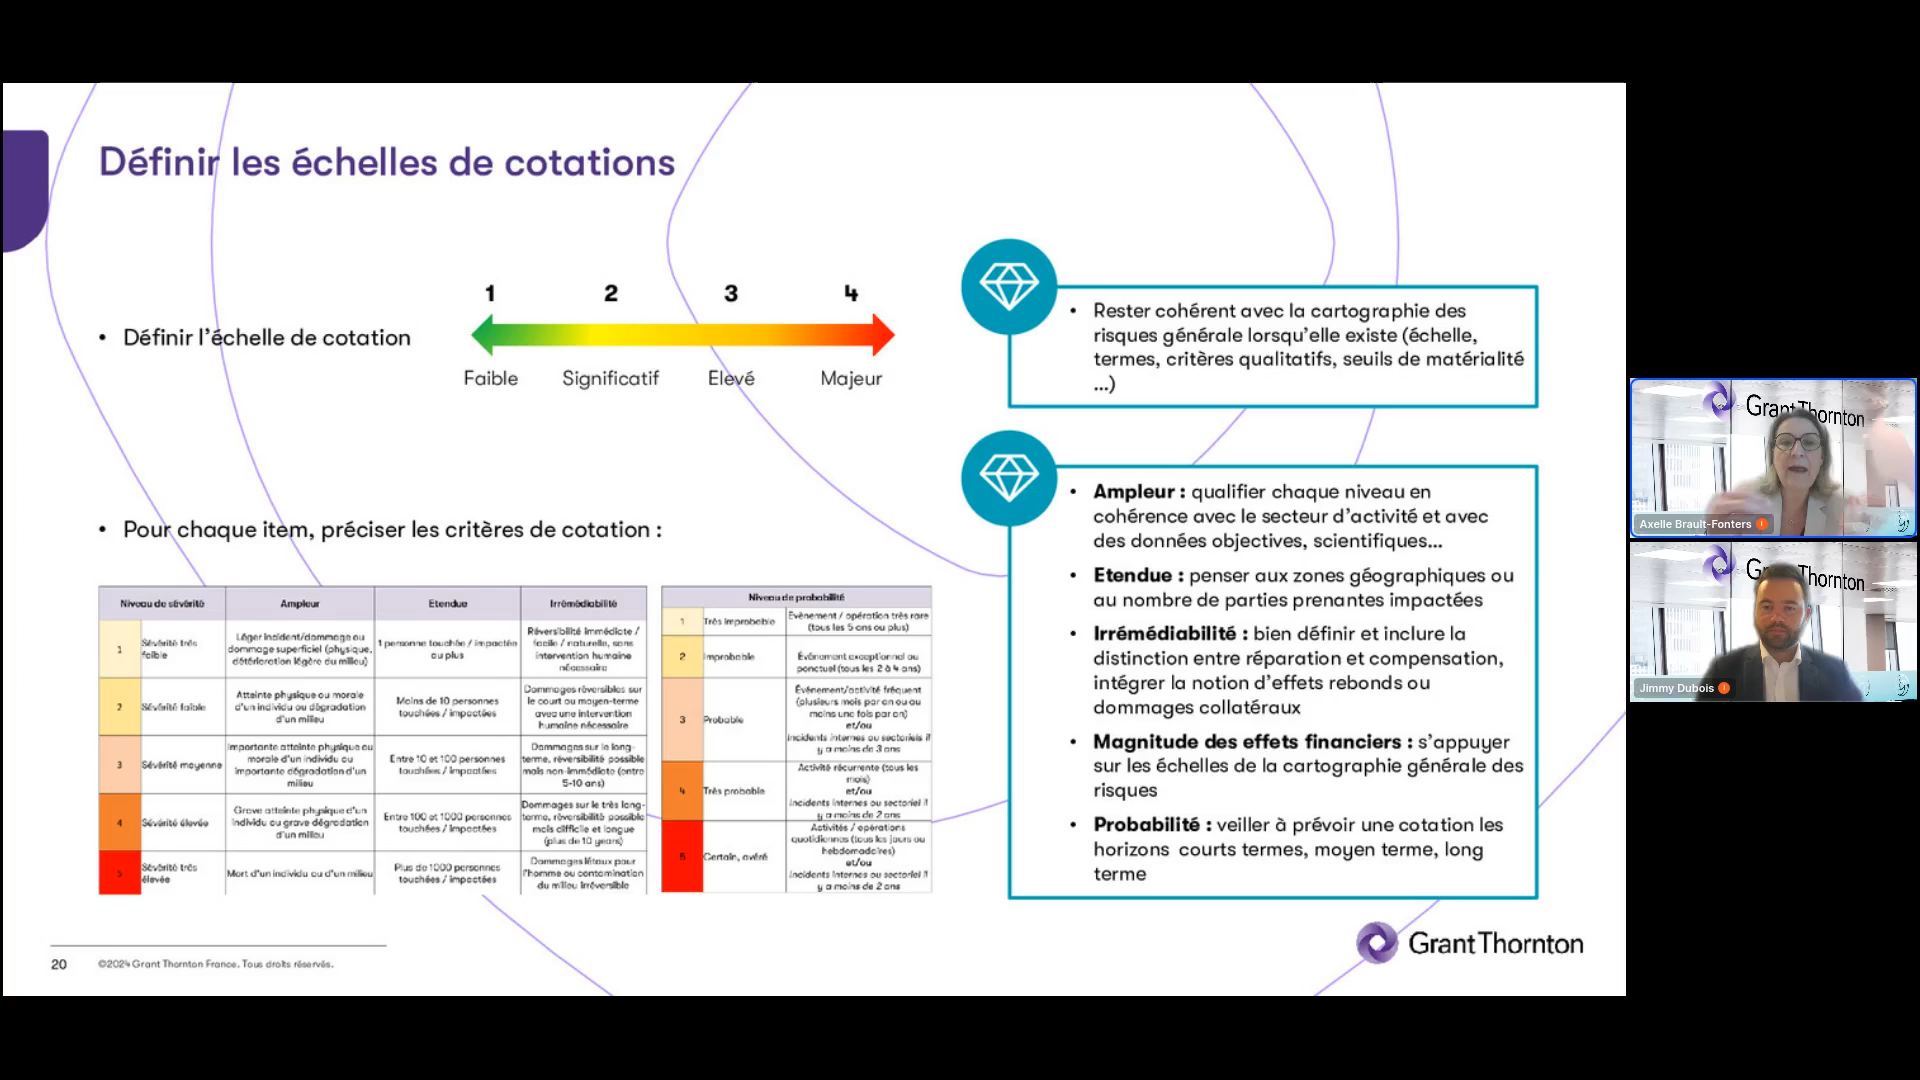 Définir les échelles de cotations
• Définir l'échelle de cotation
1 2 3 4
Faible Significatif Elevé Majeur
• Pour chaque item, préciser les critères de cotation :
Niveau de sévérité Ampleur Etendue Irrémédiabilité
1
Sévérité très
faible
Léger incident/dommage ou
dommage superficiel (physique,
détérioration légère du milieu)
1 personne touchée / impactée
ou plus
Réversibilité immédiate /
facile / naturelle, sans
intervention humaine
nécessaire
2
Sévérité faible
Atteinte physique ou morale
d'un individu ou dégradation
d'un milieu
Moins de 10 personnes
touchées / impactées
Dommages réversibles sur
le court ou moyen-terme
avec une intervention
humaine nécessaire
3
Sévérité moyenne
Importante atteinte physique ou
morale d'un individu ou
importante dégradation d'un
milieu
Entre 10 et 100 personnes
touchées / impactées
Dommages sur le long-
terme, réversibilité possible
mais non-immédiate (entre
5-10 ans)
4
Sévérité élevée
Grave atteinte physique d'un
individu ou grave dégradation
d'un milieu
Entre 100 et 1000 personnes
touchées / impactées
Dommages sur le très long-
terme, réversibilité possible
mais difficile et longue
(plus de 10 years)
5
Sévérité très
élevée
Mort d'un individu ou d'un milieu
Plus de 1000 personnes
touchées / impactées
Dommages létaux pour
l'homme ou contamination
du milieu irréversible
Niveau de probabilité
1
Très improbable
Evènement / opération très rare
(tous les 5 ans ou plus)
2
Improbable
Évènement exceptionnel ou
ponctuel (tous les 2 à 4 ans)
3
Probable
Évènement/activité fréquent
(plusieurs mois par an ou au
moins une fois par an)
et/ou
Incidents internes ou sectoriels il
y a moins de 3 ans
4
Très probable
Activité récurrente (tous les
mois)
et/ou
Incidents internes ou sectoriel il
y a moins de 2 ans
5
Certain, avéré
Activités / opérations
quotidiennes (tous les jours ou
hebdomadaires)
et/ou
Incidents internes ou sectoriel il
y a moins de 2 ans
• Rester cohérent avec la cartographie des
risques générale lorsqu'elle existe (échelle,
termes, critères qualitatifs, seuils de matérialité
...)
• Ampleur : qualifier chaque niveau en
cohérence avec le secteur d'activité et avec
des données objectives, scientifiques...
• Etendue : penser aux zones géographiques ou
au nombre de parties prenantes impactées
• Irrémédiabilité : bien définir et inclure la
distinction entre réparation et compensation,
intégrer la notion d'effets rebonds ou
dommages collatéraux
• Magnitude des effets financiers : s'appuyer
sur les échelles de la cartographie générale des
risques
• Probabilité : veiller à prévoir une cotation les
horizons courts termes, moyen terme, long
terme
20 ©2024 Grant Thornton France. Tous droits réservés.
Grant Thornton
Grant Thornton
Axelle Brault-Fonters
Grant Thornton
Jimmy Dubois